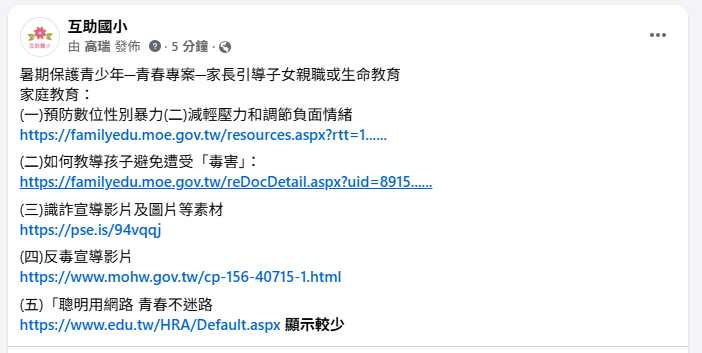 互助國小
互助國小
由 高瑞 發佈 · 5 分鐘 ·
暑期保護青少年─青春專案─家長引導子女親職或生命教育
家庭教育：
(一)預防數位性別暴力(二)減輕壓力和調節負面情緒
https://familyedu.moe.gov.tw/resources.aspx?rtt=1......
(二)如何教導孩子避免遭受「毒害」：
https://familyedu.moe.gov.tw/reDocDetail.aspx?uid=8915......
(三)識詐宣導影片及圖片等素材
https://pse.is/94vqqj
(四)反毒宣導影片
https://www.mohw.gov.tw/cp-156-40715-1.html
(五)「聰明用網路 青春不迷路
https://www.edu.tw/HRA/Default.aspx 顯示較少